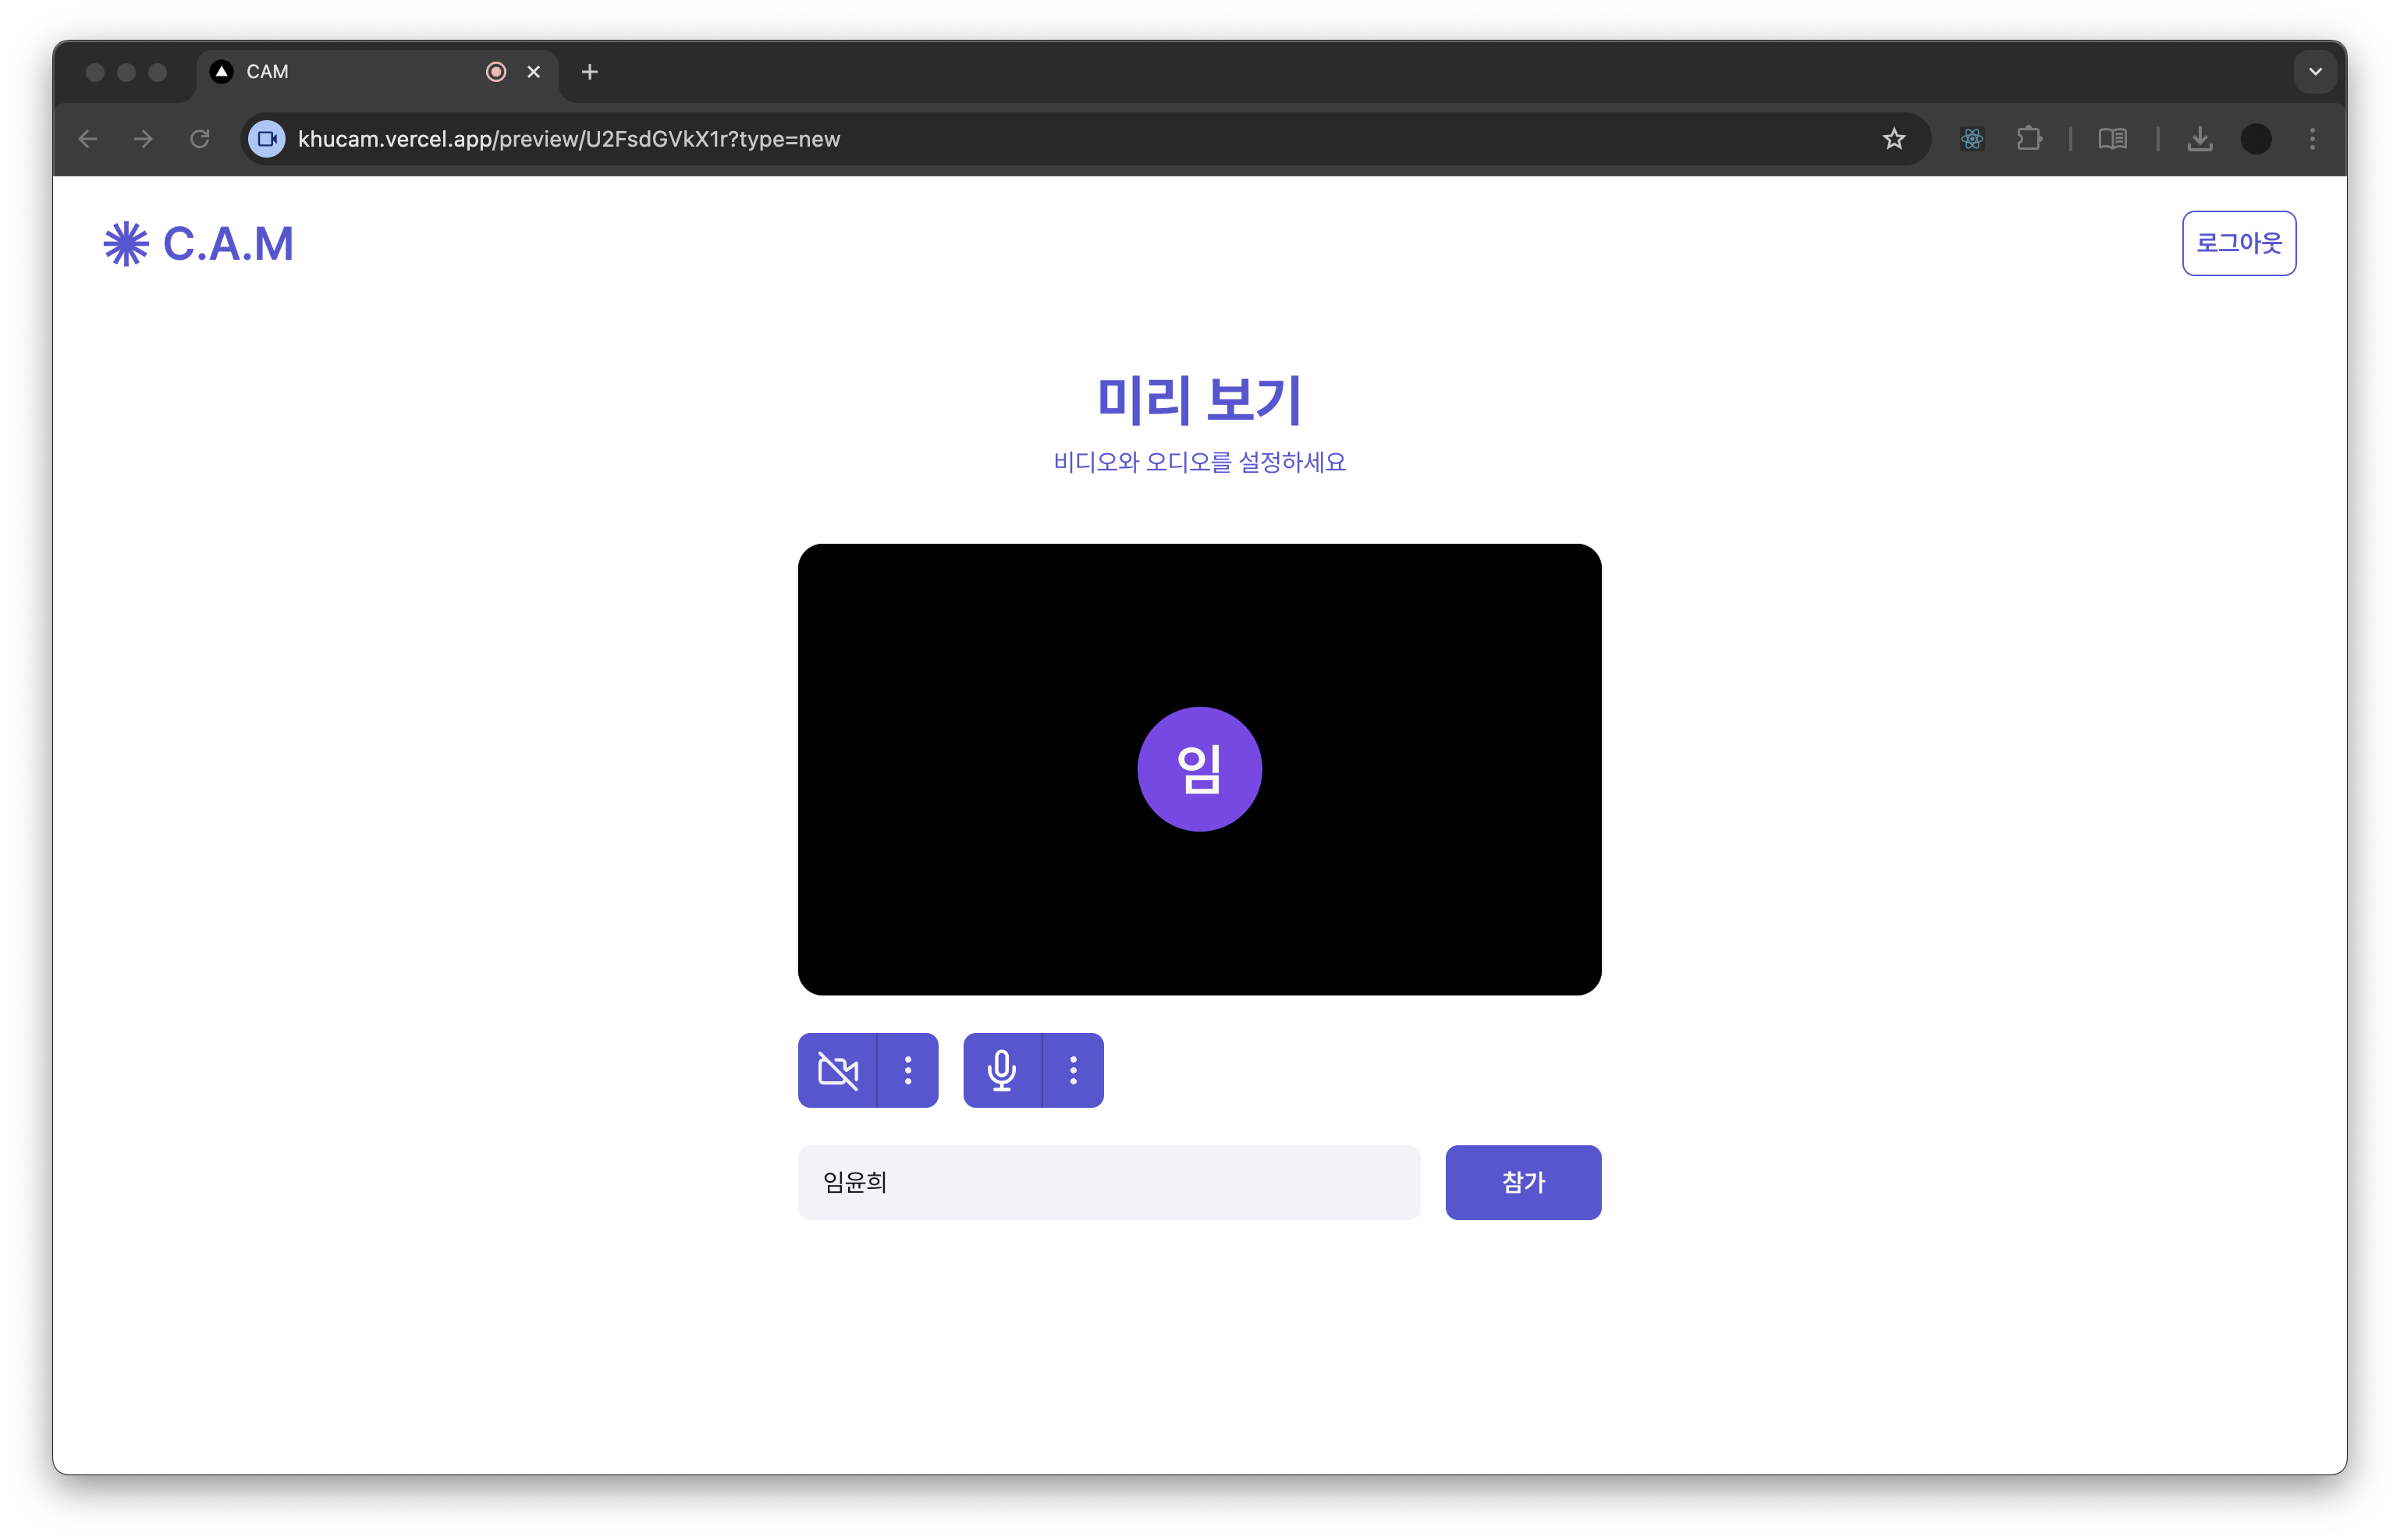 CAM
khucam.vercel.app/preview/U2FsdGVkX1r?type=new
C.A.M
로그아웃
미리 보기
비디오와 오디오를 설정하세요
임
임윤희
참가